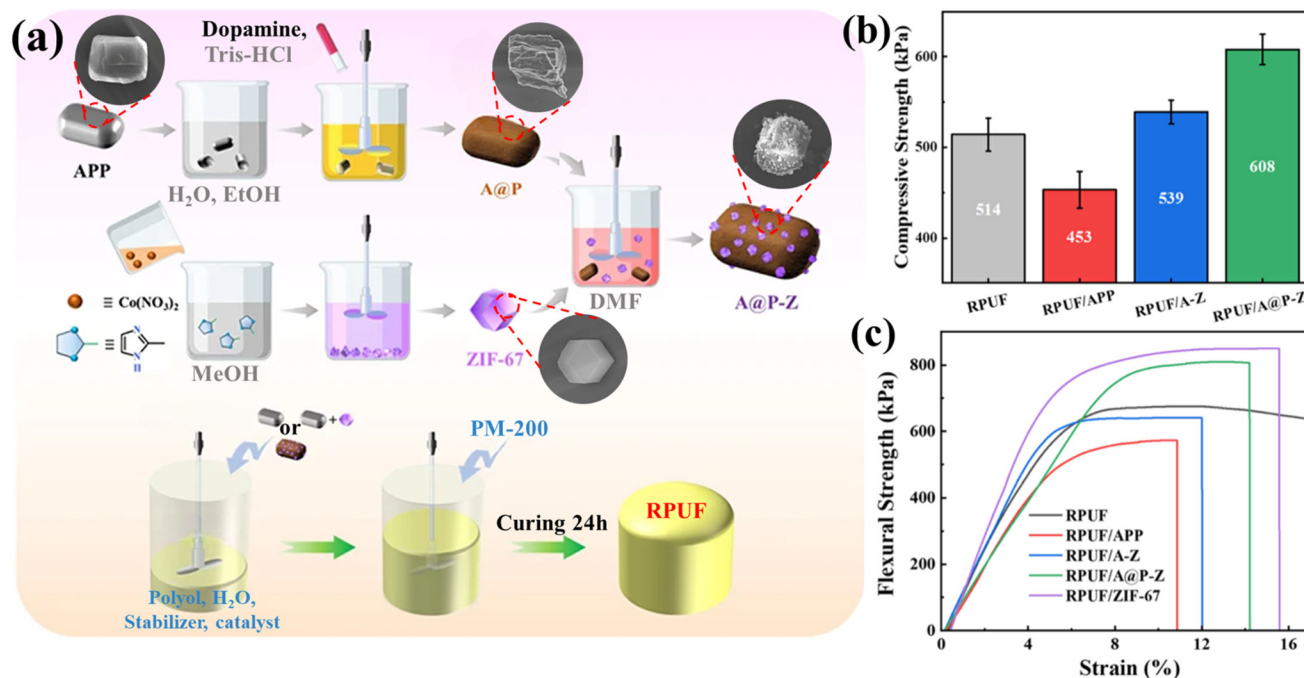 (a)
Dopamine,
Tris-HCl
APP
H₂O, EtOH
A@P
≡ Co(NO₃)₂
≡
N
N
H
MeOH
ZIF-67
DMF
A@P-Z
+
or
PM-200
Polyol, H₂O,
Stabilizer, catalyst
Curing 24h
RPUF
(b)
Compressive Strength (kPa)
600
500
400
514
453
539
608
RPUF
RPUF/APP
RPUF/A-Z
RPUF/A@P-Z
(c)
Flexural Strength (kPa)
800
600
400
200
0
RPUF
RPUF/APP
RPUF/A-Z
RPUF/A@P-Z
RPUF/ZIF-67
0 4 8 12 16
Strain (%)